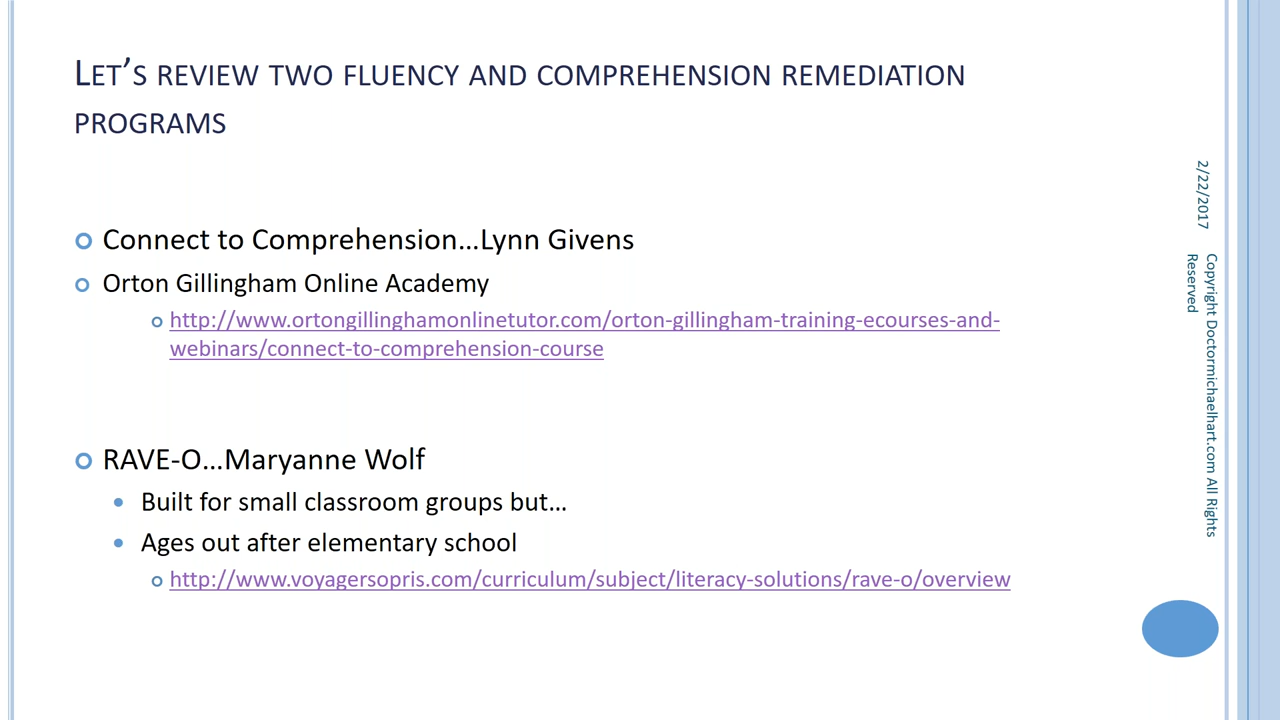 Let's review two fluency and comprehension remediation
programs
Connect to Comprehension...Lynn Givens
Orton Gillingham Online Academy
http://www.ortongillinghamonlinetutor.com/orton-gillingham-training-ecourses-and-
webinars/connect-to-comprehension-course
RAVE-O...Maryanne Wolf
Built for small classroom groups but...
Ages out after elementary school
http://www.voyagersopris.com/curriculum/subject/literacy-solutions/rave-o/overview
2/22/2017
Copyright Doctormichaelhart.com All Rights
Reserved